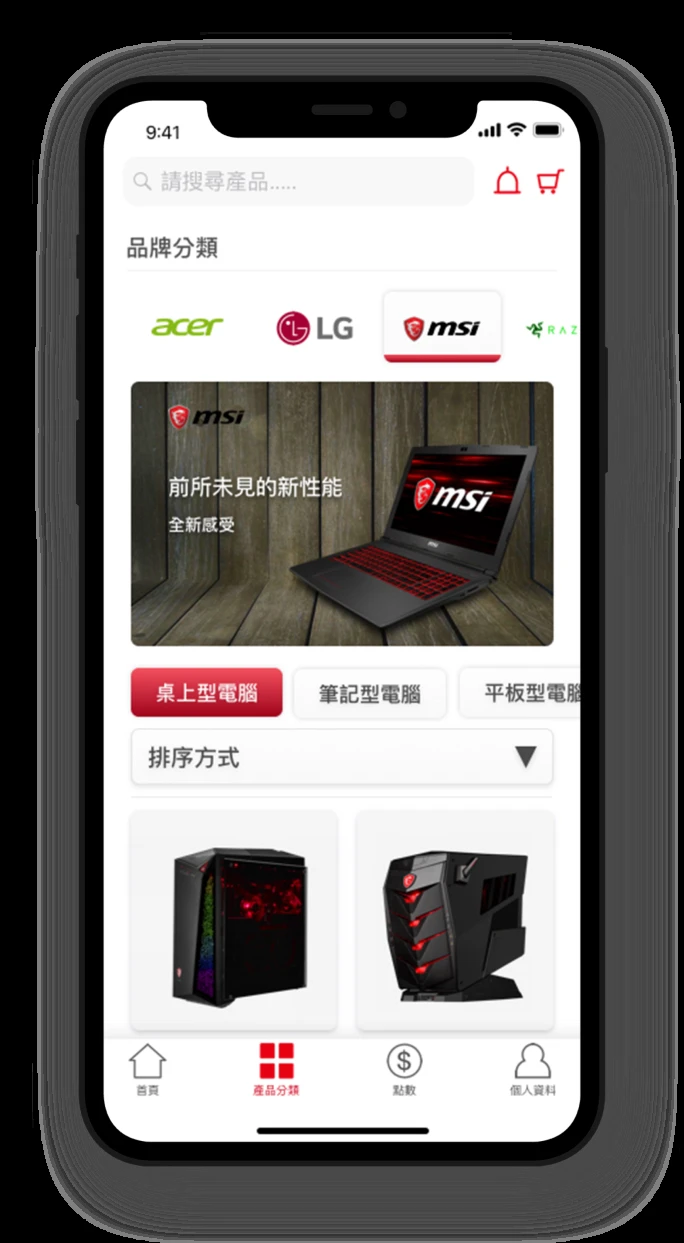 9:41
請搜尋產品.....
品牌分類
acer
LG
msi
RAZ
msi
前所未見的新性能
全新感受
msi
桌上型電腦
筆記型電腦
平板型電腦
排序方式
首頁
產品分類
點數
個人資料